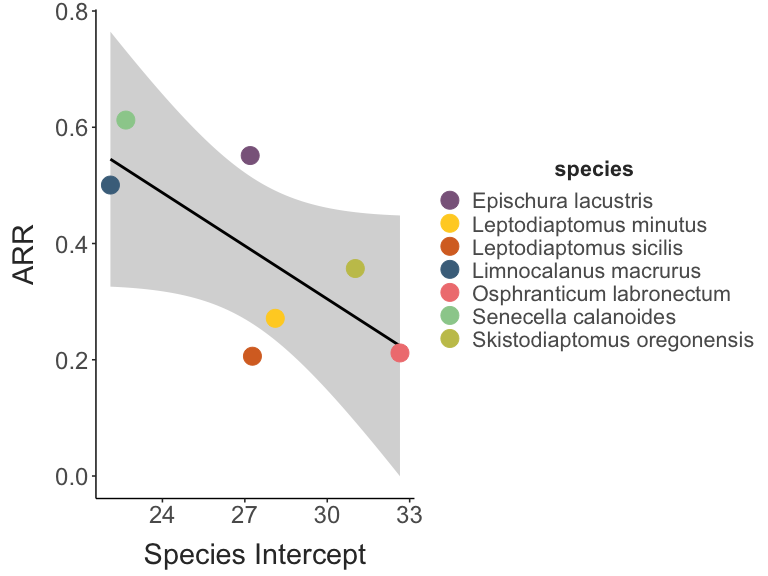 0.8
0.6
0.4
0.2
0.0
ARR
24
27
30
33
Species Intercept
species
Epischura lacustris
Leptodiaptomus minutus
Leptodiaptomus sicilis
Limnocalanus macrurus
Osphranticum labronectum
Senecella calanoides
Skistodiaptomus oregonensis